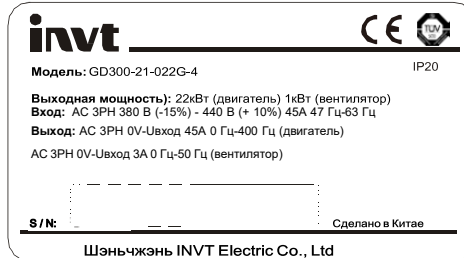 invt
CE TÜV
Модель: GD300-21-022G-4 IP20
Выходная мощность): 22кВт (двигатель) 1кВт (вентилятор)
Вход: AC 3PH 380 В (-15%) - 440 В (+ 10%) 45A 47 Гц-63 Гц
Выход: AC 3PH 0V-Uвход 45A 0 Гц-400 Гц (двигатель)
AC 3PH 0V-Uвход 3A 0 Гц-50 Гц (вентилятор)
S / N: Сделано в Китае
Шэньчжэнь INVT Electric Co., Ltd